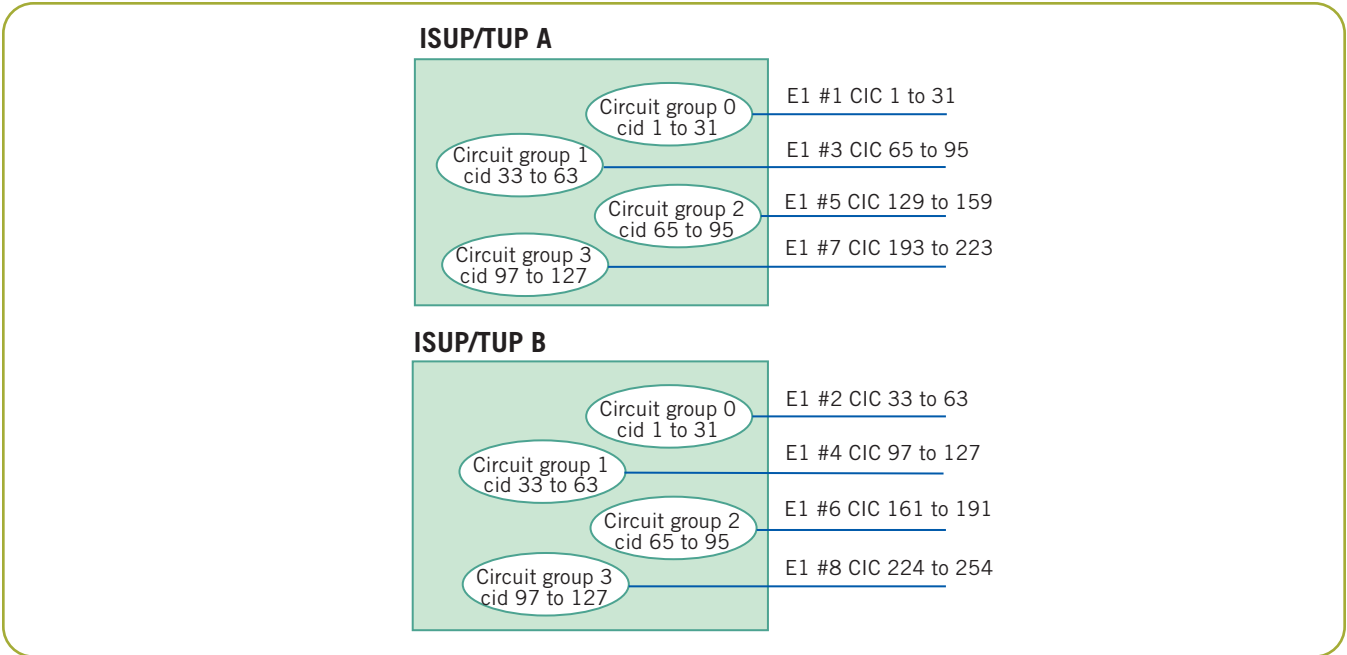 ISUP/TUP A
Circuit group 0
cid 1 to 31
E1 #1 CIC 1 to 31
Circuit group 1
cid 33 to 63
E1 #3 CIC 65 to 95
Circuit group 2
cid 65 to 95
E1 #5 CIC 129 to 159
Circuit group 3
cid 97 to 127
E1 #7 CIC 193 to 223
ISUP/TUP B
Circuit group 0
cid 1 to 31
E1 #2 CIC 33 to 63
Circuit group 1
cid 33 to 63
E1 #4 CIC 97 to 127
Circuit group 2
cid 65 to 95
E1 #6 CIC 161 to 191
Circuit group 3
cid 97 to 127
E1 #8 CIC 224 to 254